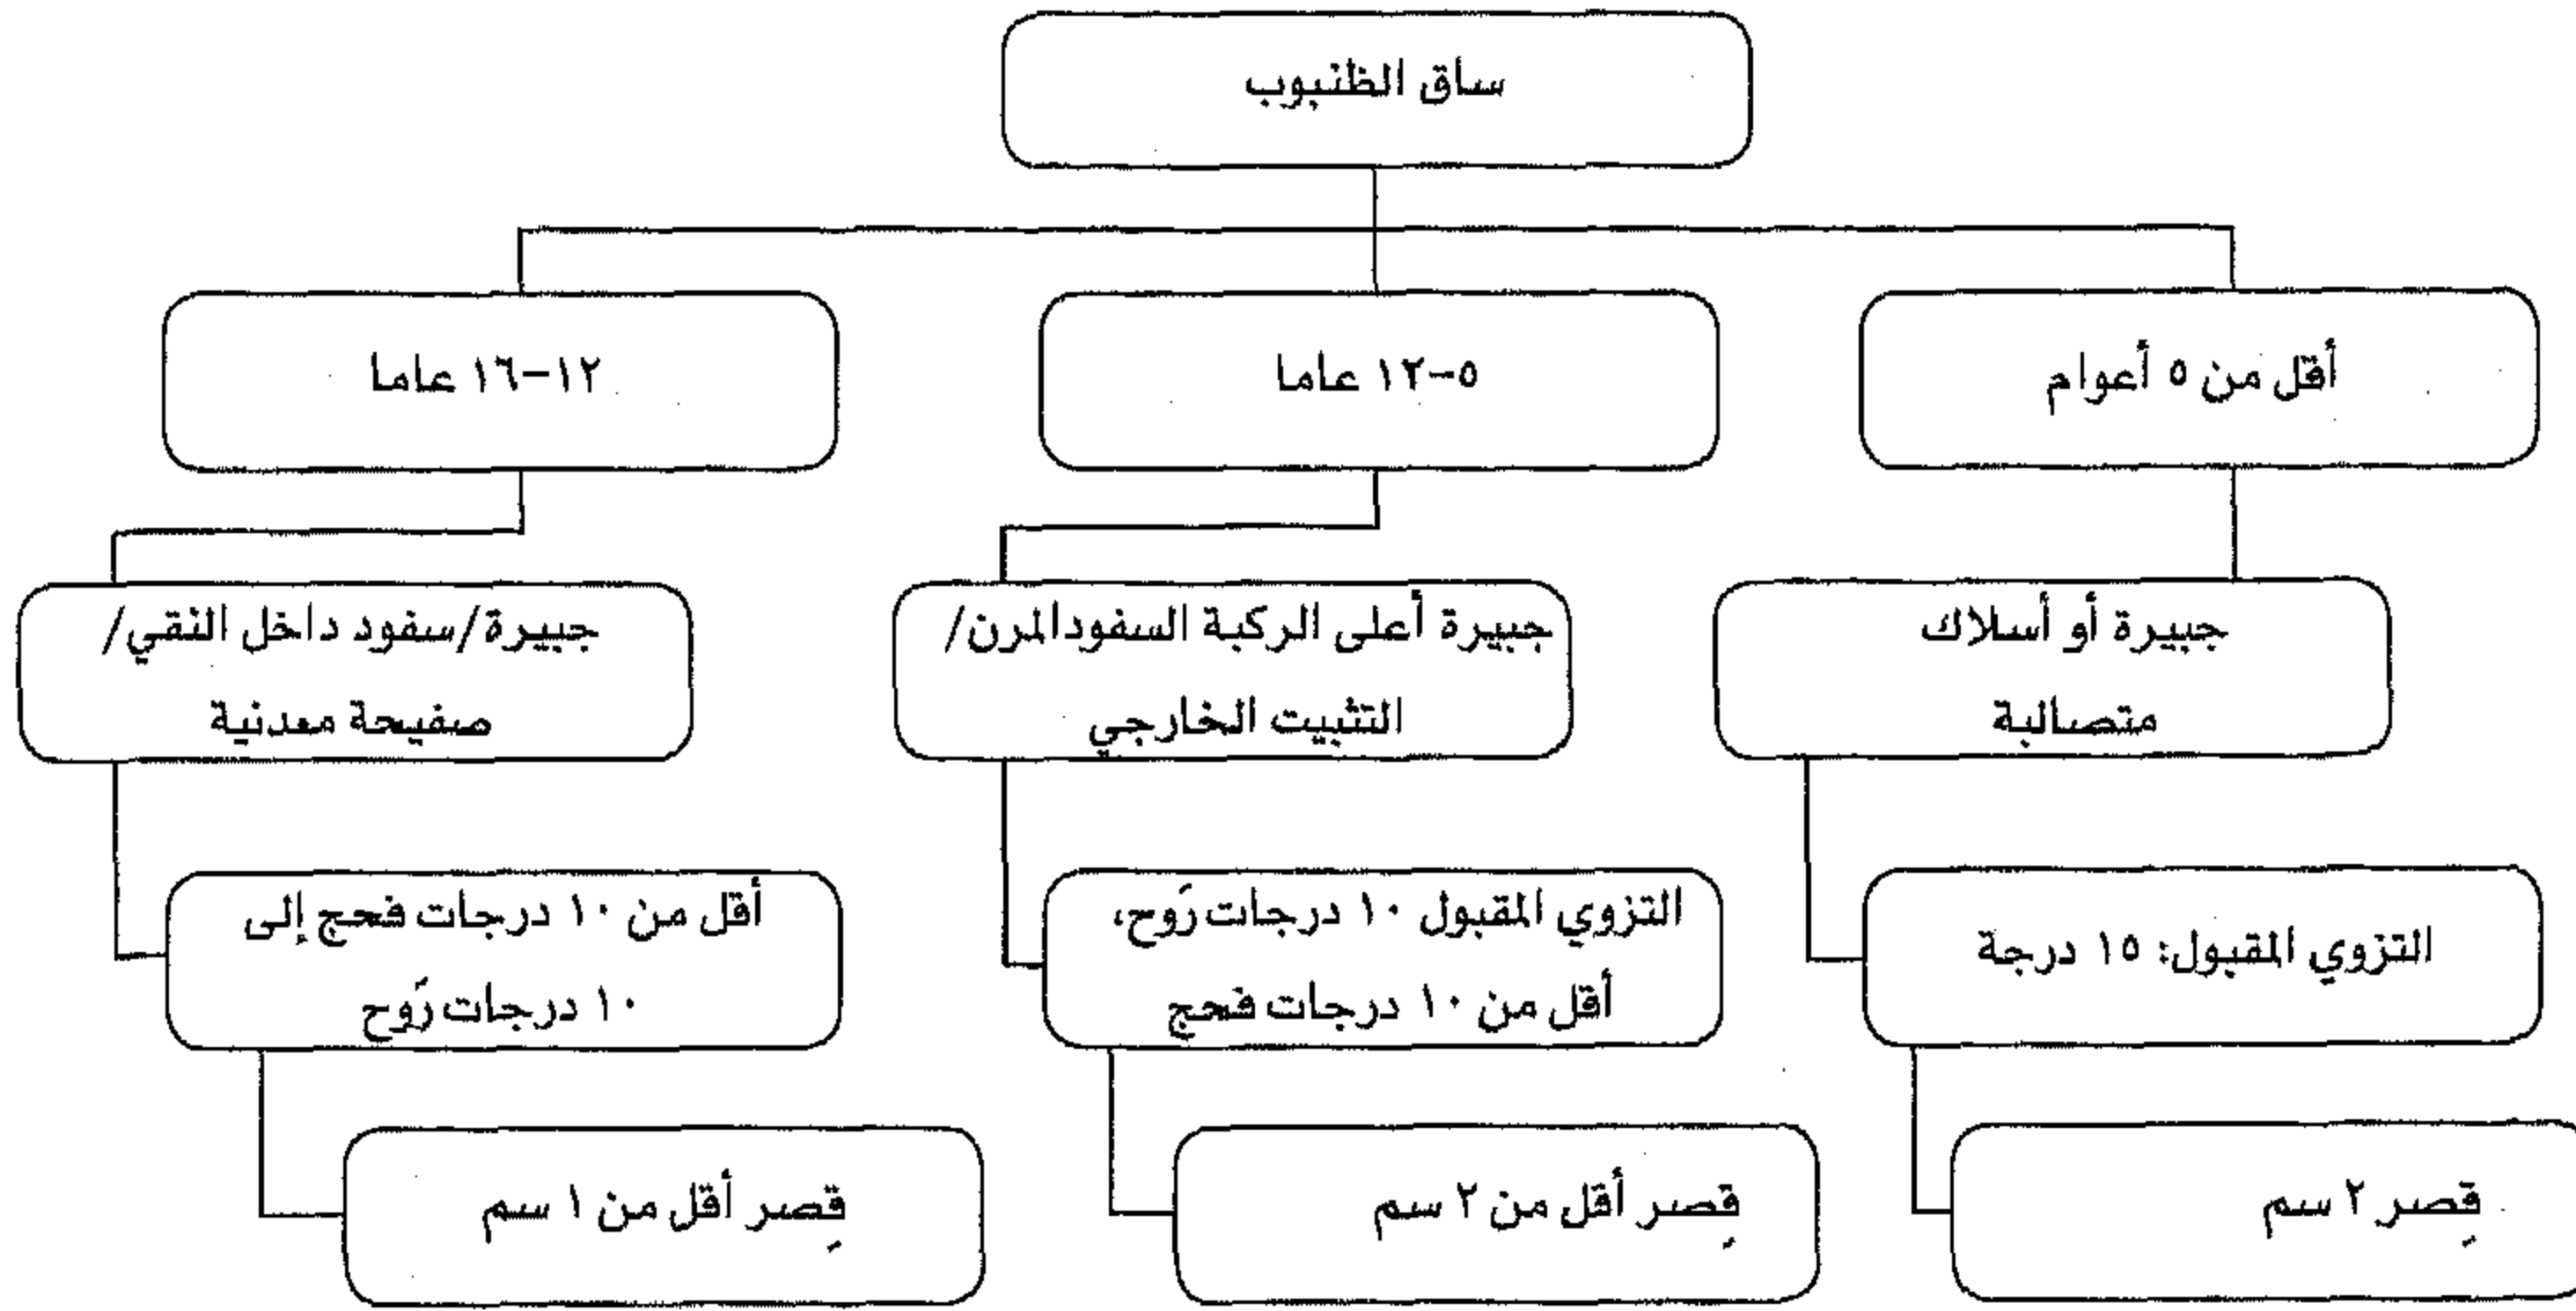 ساق الظنبوب
أقل من ٥ أعوام
٥-١٢ عاما
١٢-١٦ عاما
جبيرة أو أسلاك
متصالبة
جبيرة أعلى الركبة السفودالمرن/
التثبيت الخارجي
جبيرة/سفود داخل النقي/
صفيحة معدنية
التزوي المقبول: ١٥ درجة
التزوي المقبول ١٠ درجات رَوح،
أقل من ١٠ درجات فحج
أقل من ١٠ درجات فحج إلى
١٠ درجات رَوح
قِصر ٢ سم
قِصر أقل من ٢ سم
قِصر أقل من ١ سم